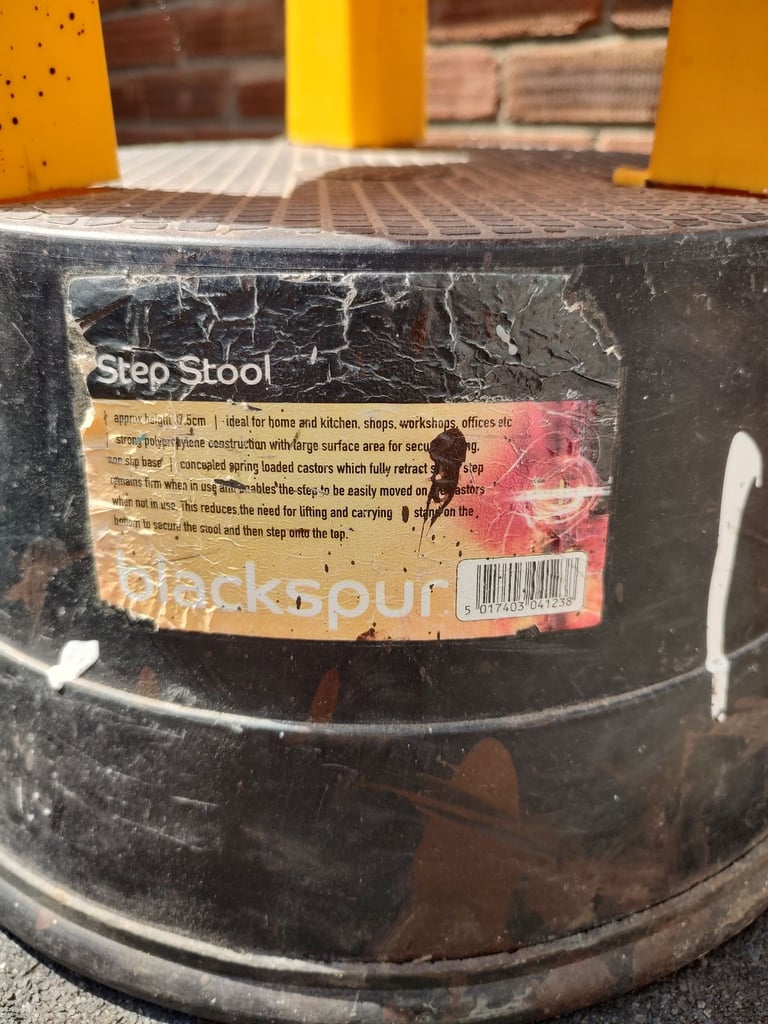 Step Stool
approx height 7.5cm | ·ideal for home and kitchen, shops, workshops, offices etc
| strong polypropylene construction with large surface area for
non slip base | concealed spring loaded castors which fully retract step
remains firm when in use and enables the step to be easily moved on castors
when not in use. This reduces the need for lifting and carrying stand on the
bottom to secure the stool and then step onto the top.
blackspur
5 017403 041238